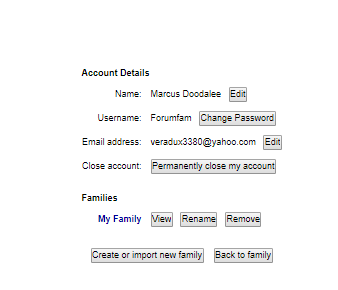 Account Details
Name: Marcus Doodalee Edit
Username: Forumfam Change Password
Email address: veradux3380@yahoo.com Edit
Close account: Permanently close my account
Families
My Family View Rename Remove
Create or import new family Back to family